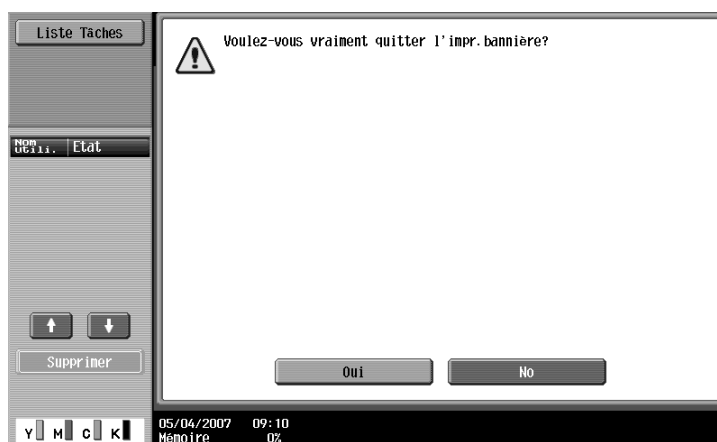 Liste Tâches
Voulez-vous vraiment quitter l'impr.bannière?
Nom
Utili. Etat
Supprimer
Oui No
Y M C K
05/04/2007 09:10
Mémoire 0%